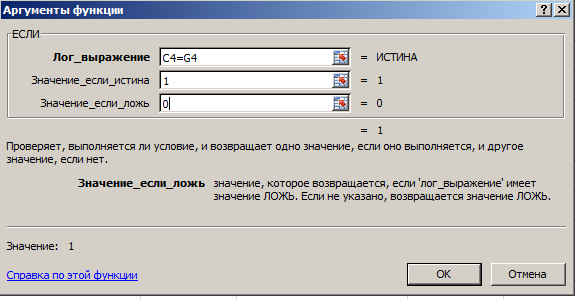 Аргументы функции
ЕСЛИ
Лог_выражение C4=G4 = ИСТИНА
Значение_если_истина 1 = 1
Значение_если_ложь 0 = 0
= 1
Проверяет, выполняется ли условие, и возвращает одно значение, если оно выполняется, и другое
значение, если нет.
Значение_если_ложь значение, которое возвращается, если 'лог_выражение' имеет
значение ЛОЖЬ. Если не указано, возвращается значение ЛОЖЬ.
Значение: 1
Справка по этой функции
ОК
Отмена